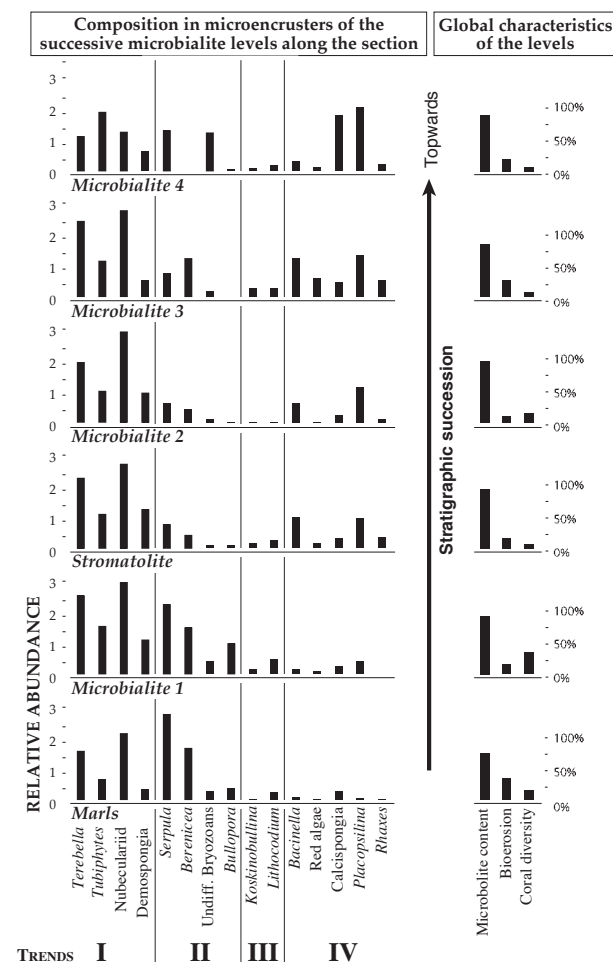 Composition in microencrusters of the
successive microbialite levels along the section
Global characteristics
of the levels
3
2
1
0
Microbialite 4
3
2
1
0
Microbialite 3
3
2
1
0
Microbialite 2
3
2
1
0
Stromatolite
3
2
1
0
Microbialite 1
3
2
1
0
Marls
RELATIVE ABUNDANCE
Topwards
Stratigraphic succession
100%
50%
0%
100%
50%
0%
100%
50%
0%
100%
50%
0%
100%
50%
0%
100%
50%
0%
Terebella
Tubiphytes
Nubeculariid
Demospongia
Serpula
Berenicea
Undiff. Bryozoans
Bullopora
Koskinobullina
Lithocodium
Bacinella
Red algae
Calcispongia
Placopsilina
Rhaxes
Microbolite content
Bioerosion
Coral diversity
TRENDS I II III IV